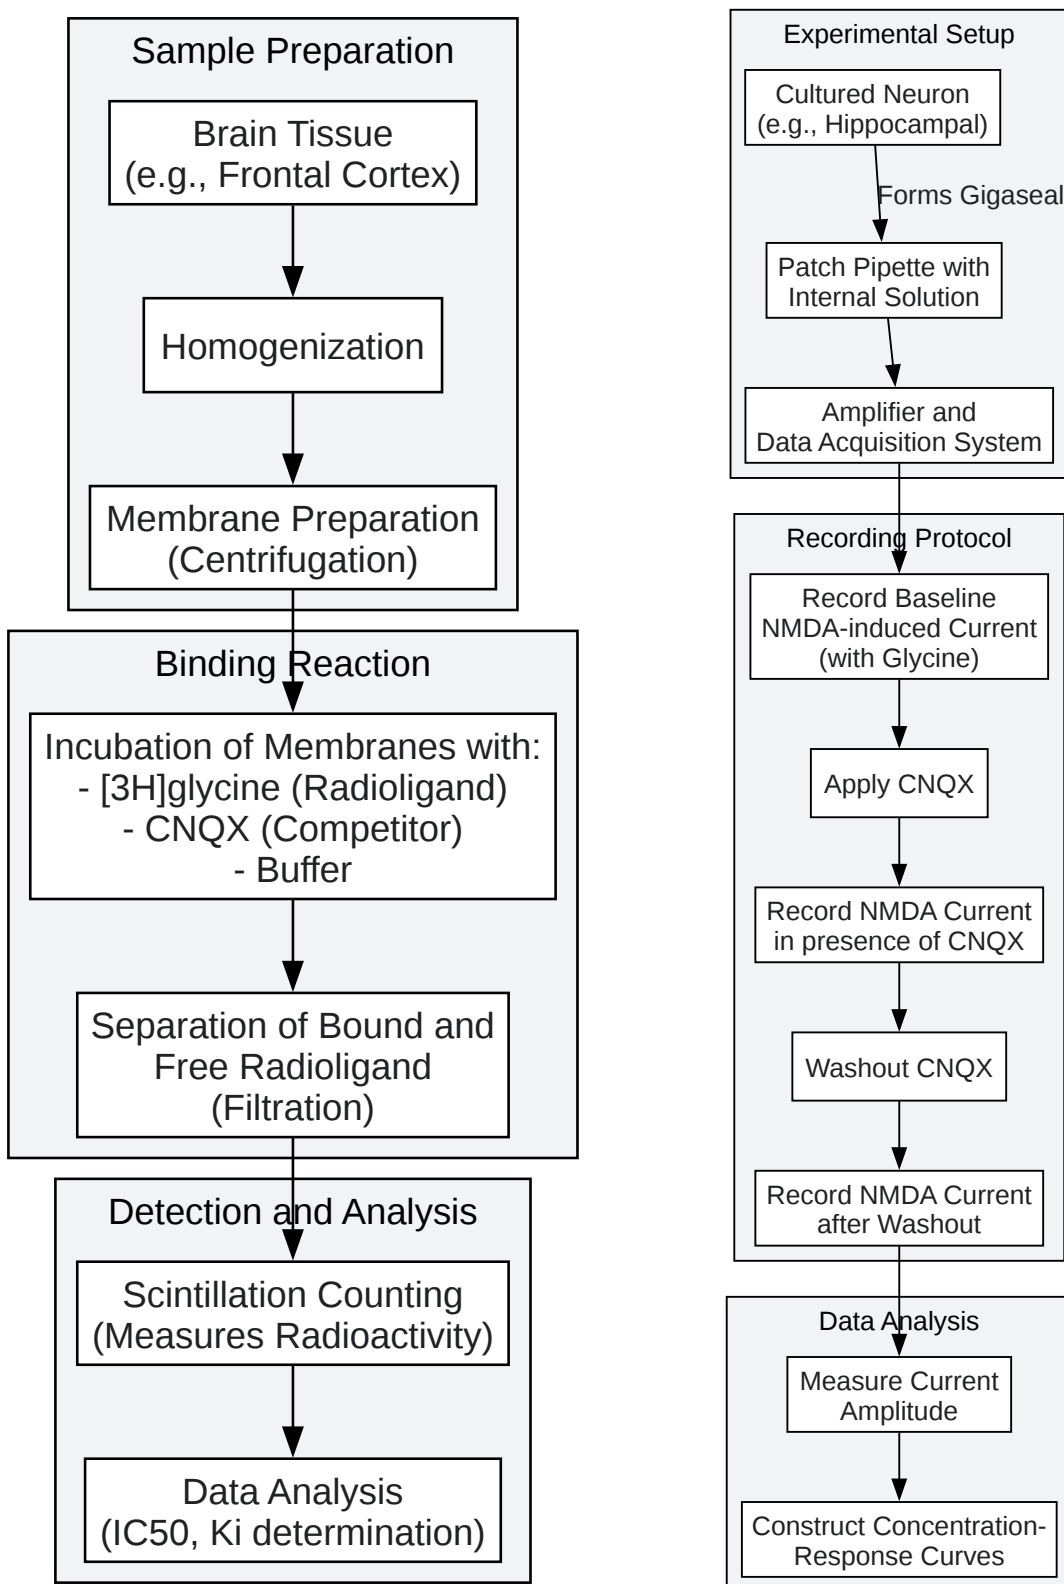 Sample Preparation
Brain Tissue
(e.g., Frontal Cortex)
Homogenization
Membrane Preparation
(Centrifugation)
Binding Reaction
Incubation of Membranes with:
- [3H]glycine (Radioligand)
- CNQX (Competitor)
- Buffer
Separation of Bound and
Free Radioligand
(Filtration)
Detection and Analysis
Scintillation Counting
(Measures Radioactivity)
Data Analysis
(IC50, Ki determination)
Experimental Setup
Cultured Neuron
(e.g., Hippocampal)
Forms Gigaseal
Patch Pipette with
Internal Solution
Amplifier and
Data Acquisition System
Recording Protocol
Record Baseline
NMDA-induced Current
(with Glycine)
Apply CNQX
Record NMDA Current
in presence of CNQX
Washout CNQX
Record NMDA Current
after Washout
Data Analysis
Measure Current
Amplitude
Construct Concentration-
Response Curves